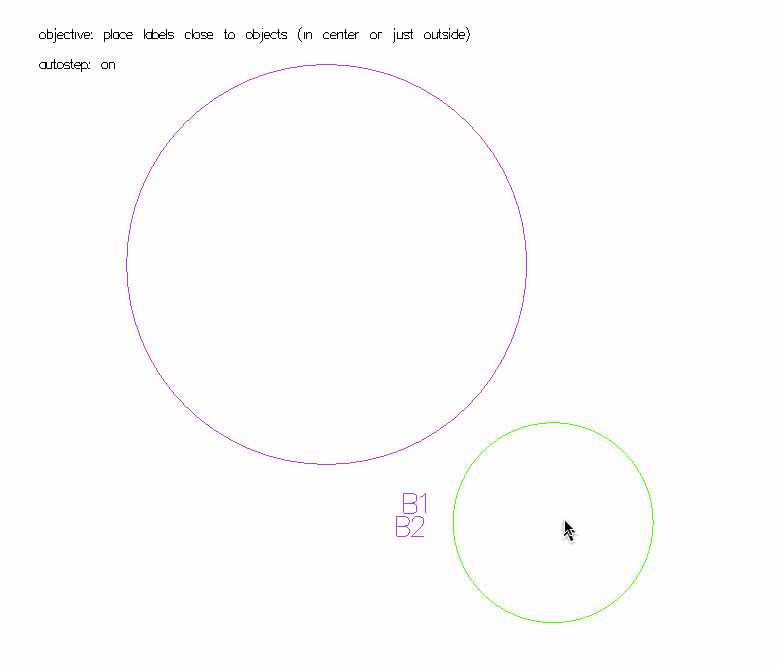 objective: place labels close to objects (in center or just outside)
autostep: on
B1
B2